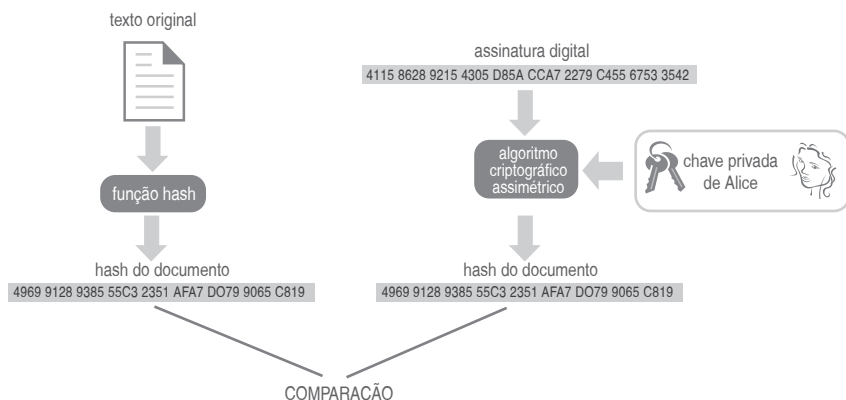 texto original
função hash
hash do documento
4969 9128 9385 55C3 2351 AFA7 DO79 9065 C819
assinatura digital
4115 8628 9215 4305 D85A CCA7 2279 C455 6753 3542
algoritmo
criptográfico
assimétrico
chave privada
de Alice
hash do documento
4969 9128 9385 55C3 2351 AFA7 DO79 9065 C819
COMPARACÃO